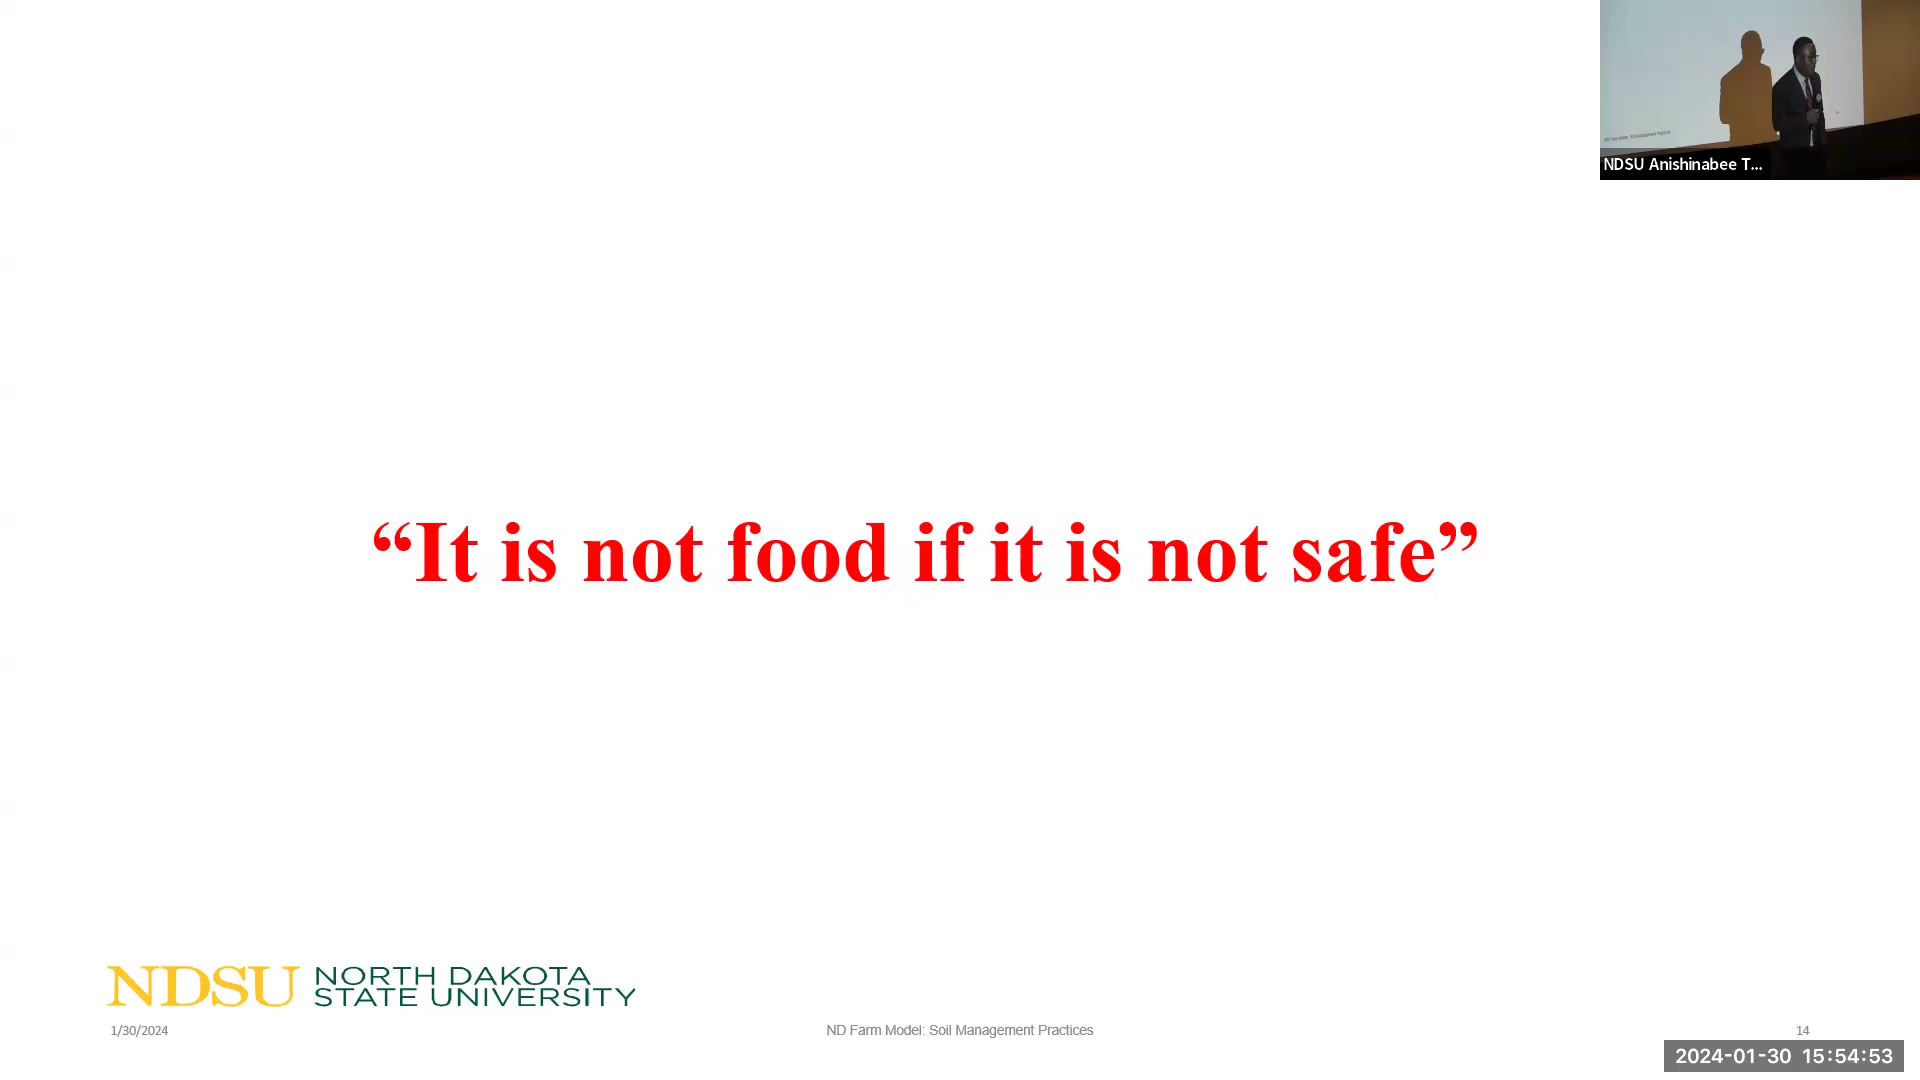 NDSU Anishinabee T...
“It is not food if it is not safe”
NDSU NORTH DAKOTA
STATE UNIVERSITY
1/30/2024
ND Farm Model: Soil Management Practices
14
2024-01-30 15:54:53